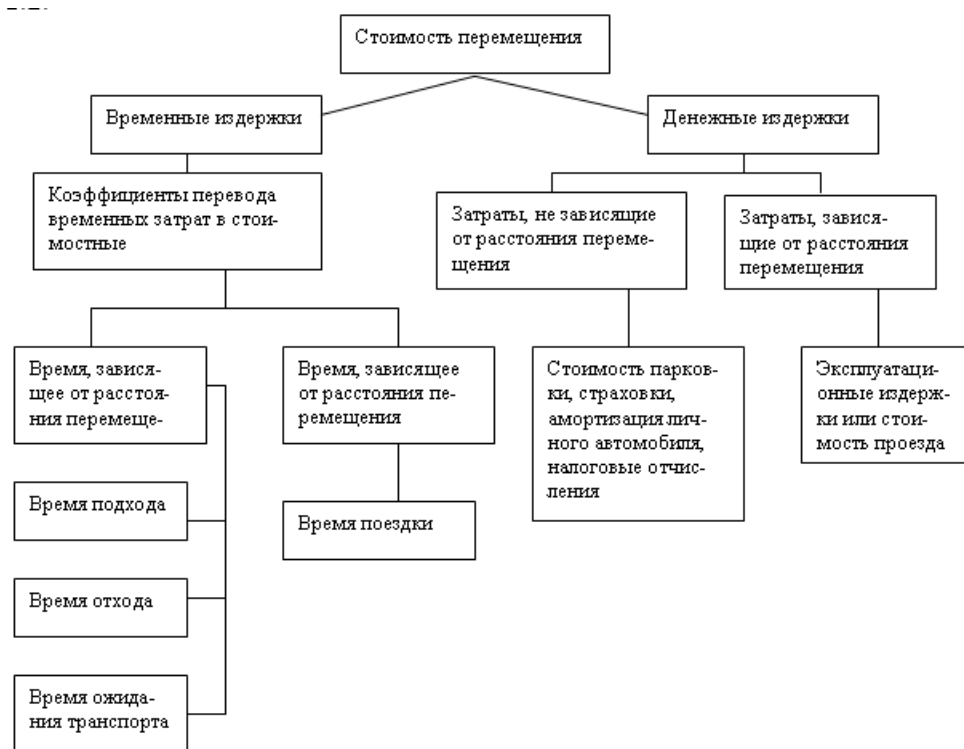 Стоимость перемещения
Временные издержки
Денежные издержки
Коэффициенты перевода
временных затрат в стои-
мостные
Затраты, не зависящие
от расстояния переме-
щения
Затраты, завися-
щие от расстояния
перемещения
Время, завися-
щее от расстоя-
ния перемеще-
Время, зависящее
от расстояния пе-
ремещения
Стоимость парков-
ки, страховки,
амортизация лич-
ного автомобиля,
налоговые отчис-
ления
Эксплуатаци-
онные издерж-
ки или стои-
мость проезда
Время подхода
Время поездки
Время отхода
Время ожида-
ния транспорта